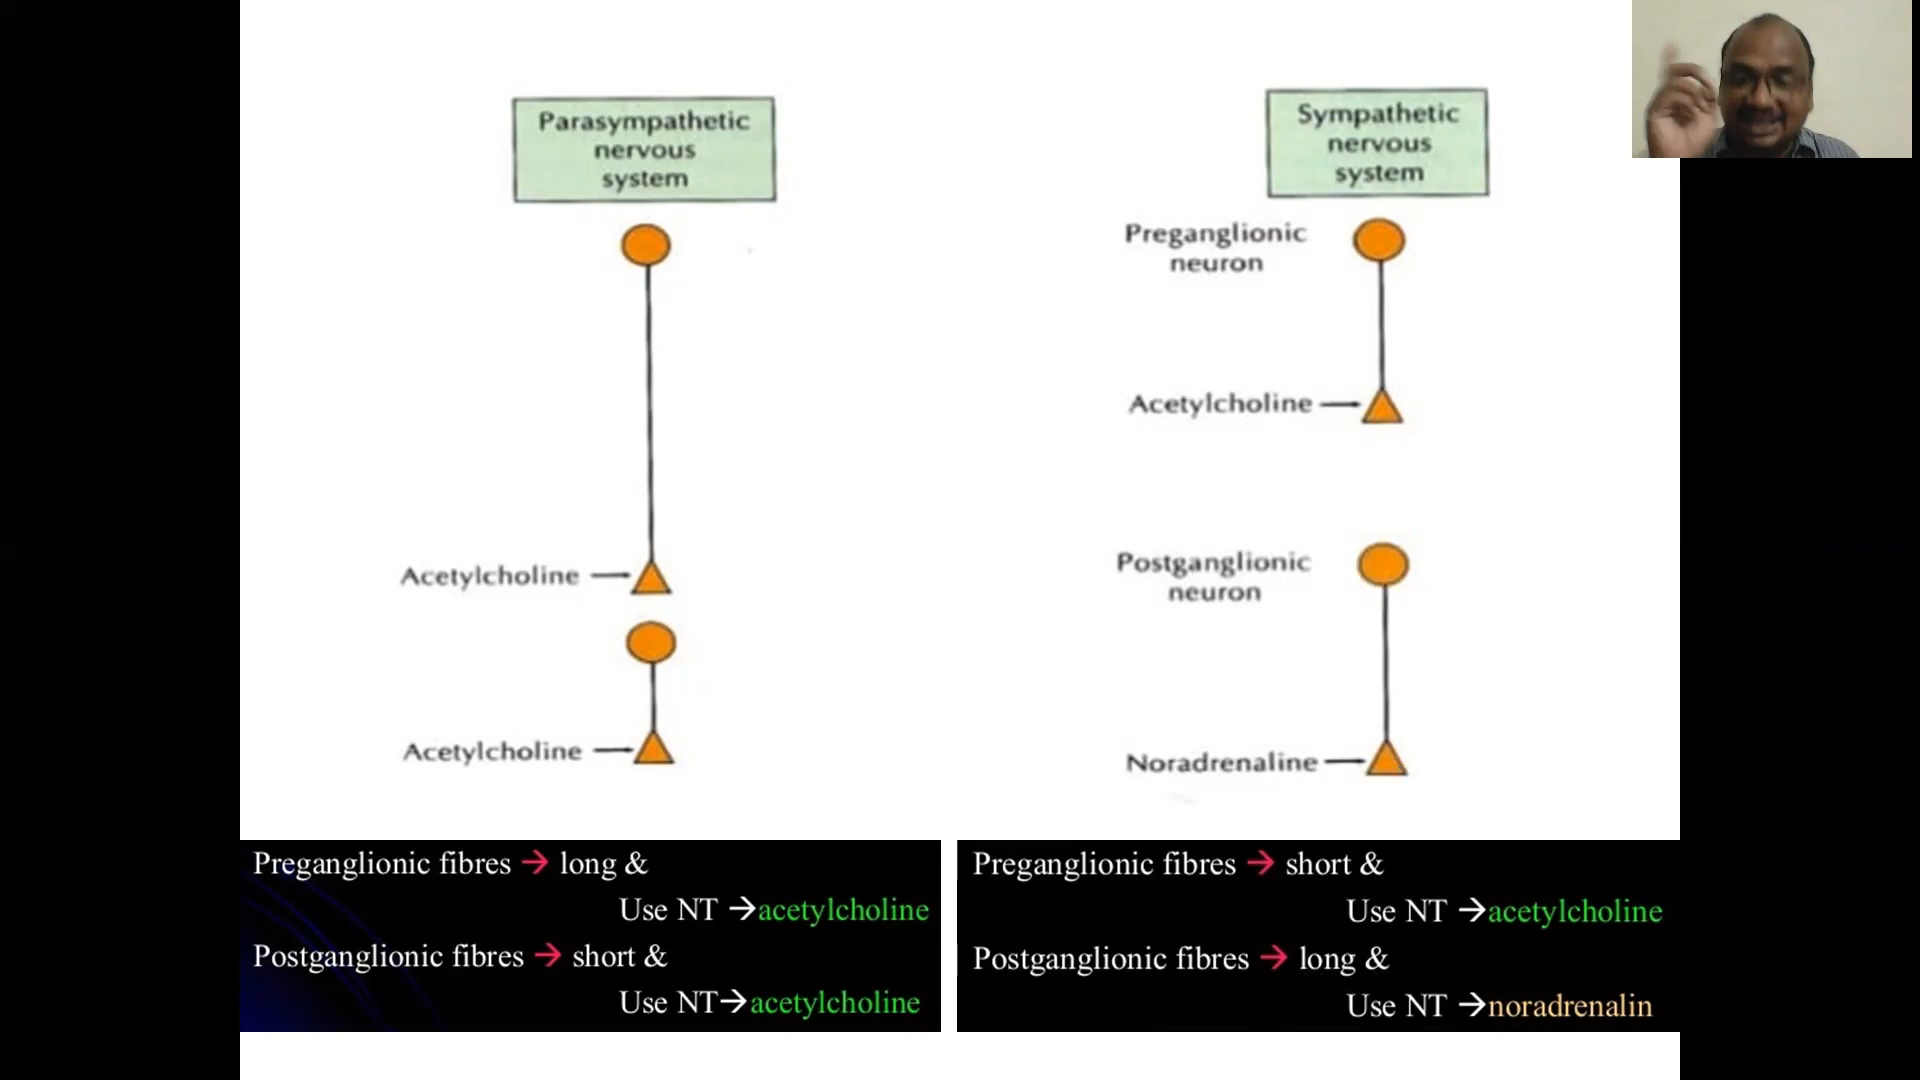 Parasympathetic
nervous
system
Acetylcholine
Acetylcholine
Sympathetic
nervous
system
Preganglionic
neuron
Acetylcholine
Postganglionic
neuron
Noradrenaline
Preganglionic fibres → long &
Use NT →acetylcholine
Postganglionic fibres → short &
Use NT→acetylcholine
Preganglionic fibres → short &
Use NT →acetylcholine
Postganglionic fibres → long &
Use NT →noradrenalin